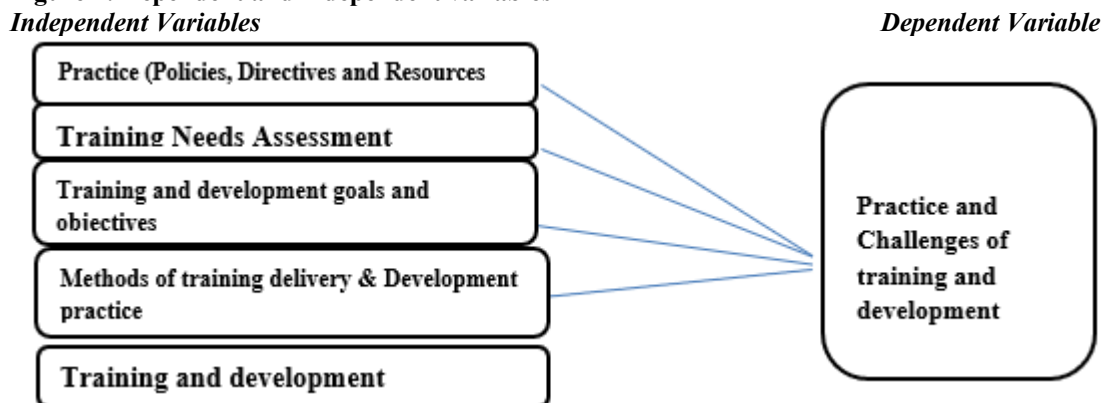 Independent Variables
Dependent Variable
Practice (Policies, Directives and Resources
Training Needs Assessment
Training and development goals and
objectives
Methods of training delivery & Development
practice
Training and development
Practice and
Challenges of
training and
development